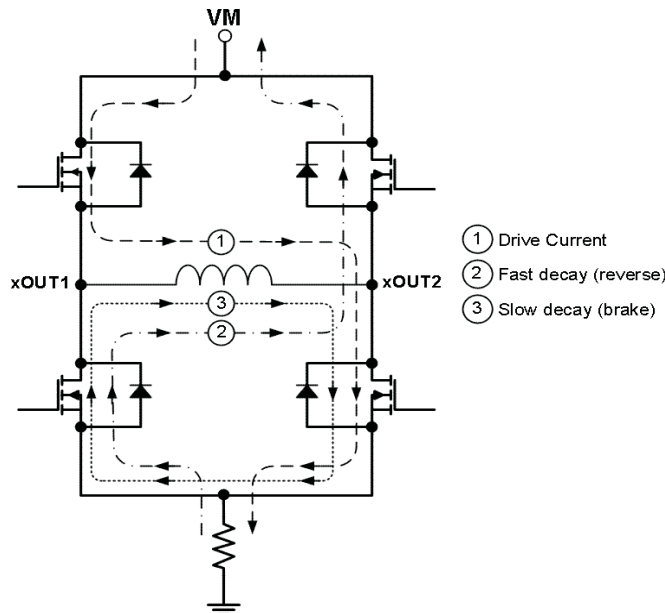 VM
1
1 Drive Current
xOUT1
xOUT2
2 Fast decay (reverse)
3
3 Slow decay (brake)
2